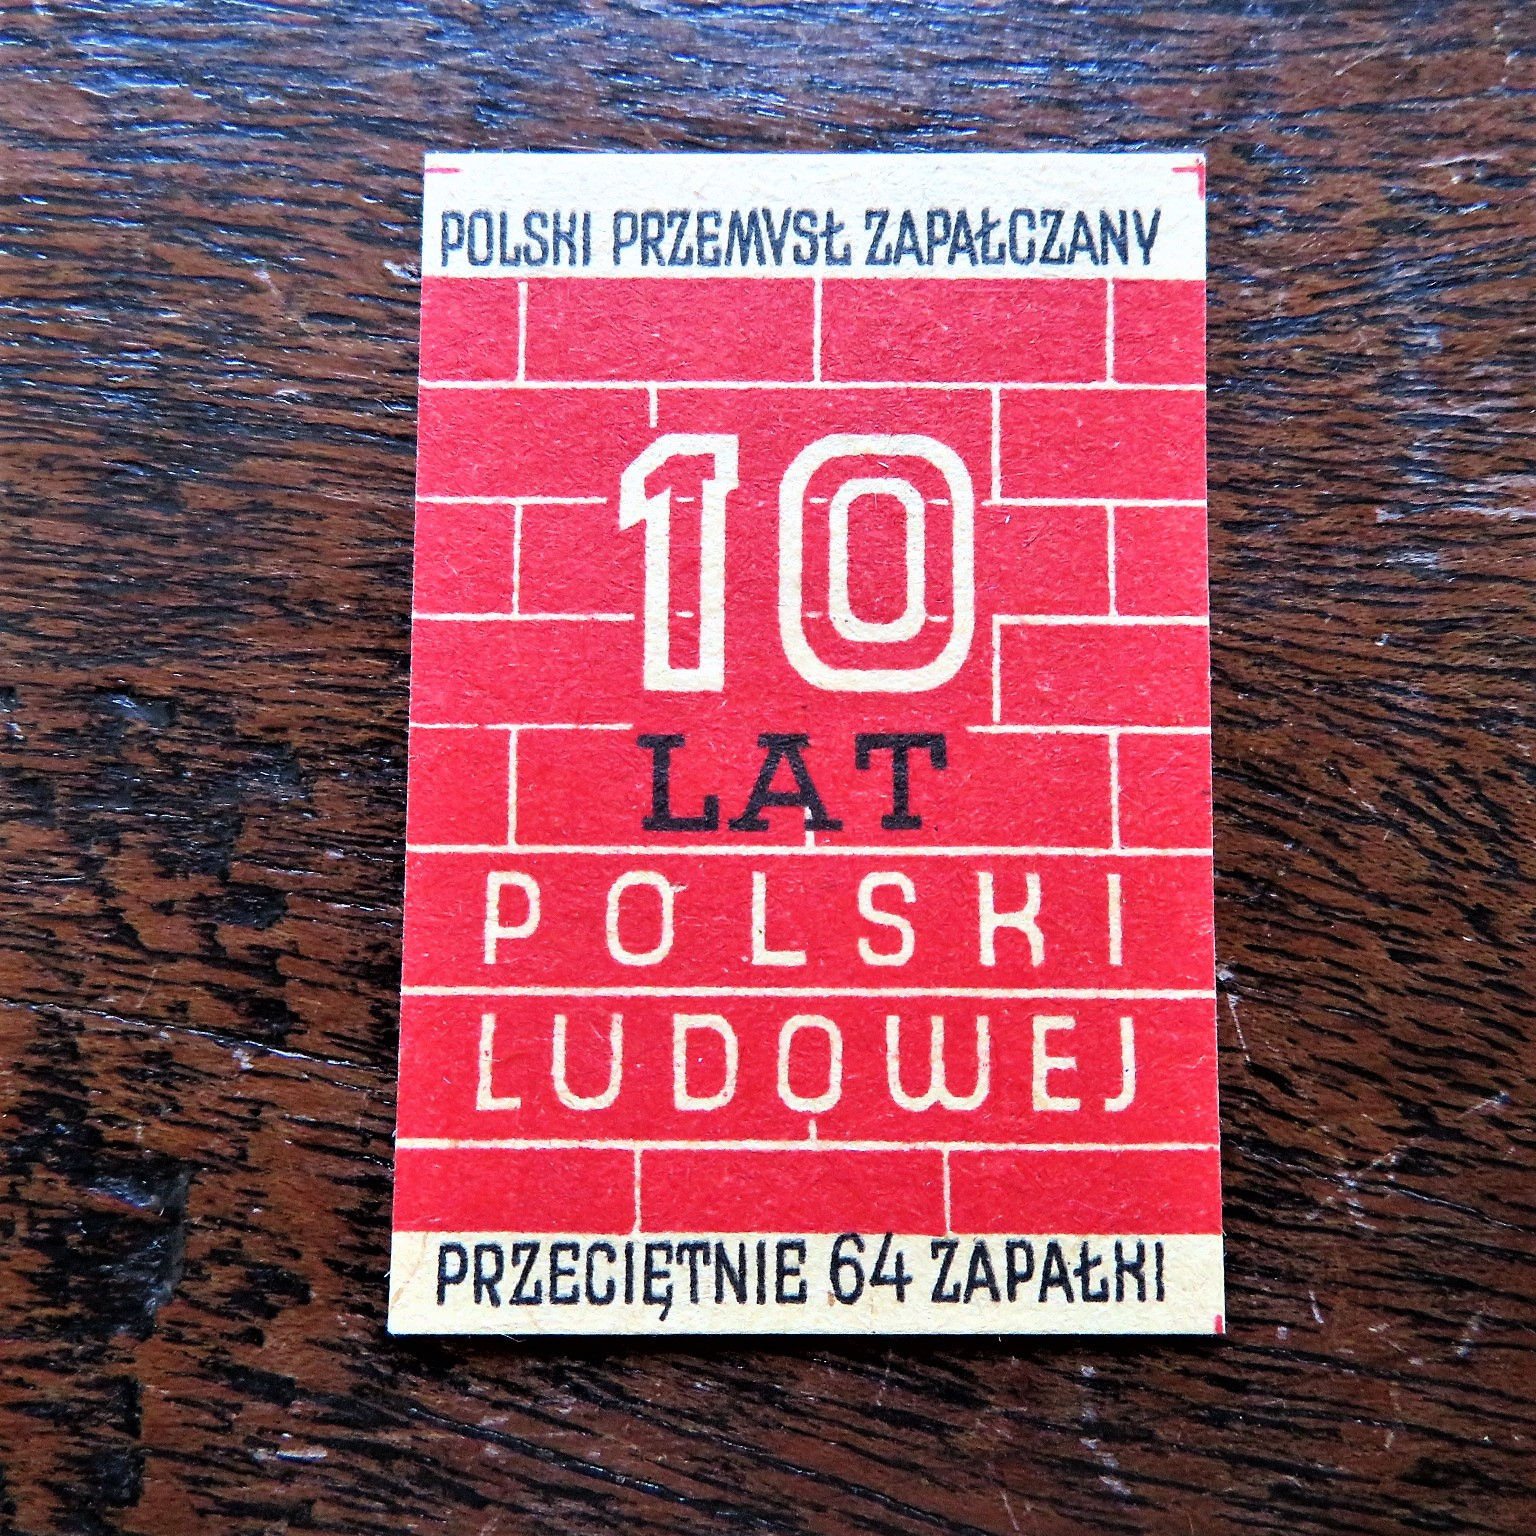 POLSKI PRZEMYSŁ ZAPAŁCZANY
10
LAT
POLSKI
LUDOWEJ
PRZECIĘTNIE 64 ZAPAŁKI